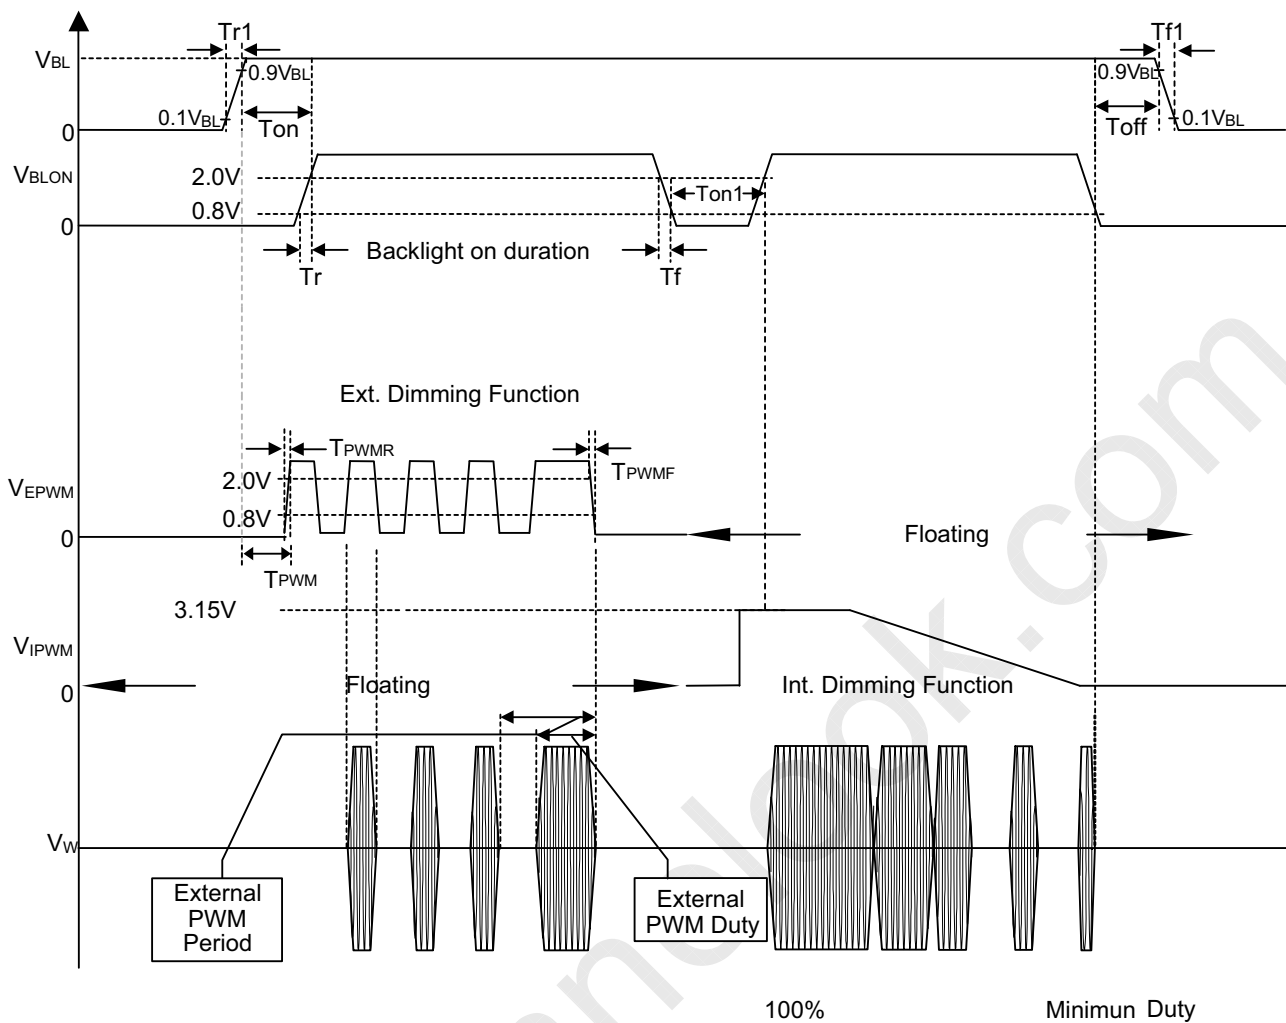 Tr1
Tf1
VBL
0.9VBL
0.9VBL
0.1VBL
Ton
Toff
0.1VBL
0
VBLON
2.0V
Ton1
0.8V
0
Backlight on duration
Tr
Tf
Ext. Dimming Function
TPWMR
TPWMF
2.0V
VEPWM
0.8V
0
Floating
TPWM
3.15V
VIPWM
0
Floating
Int. Dimming Function
VW
External
PWM
Period
External
PWM Duty
100%
Minimun Duty